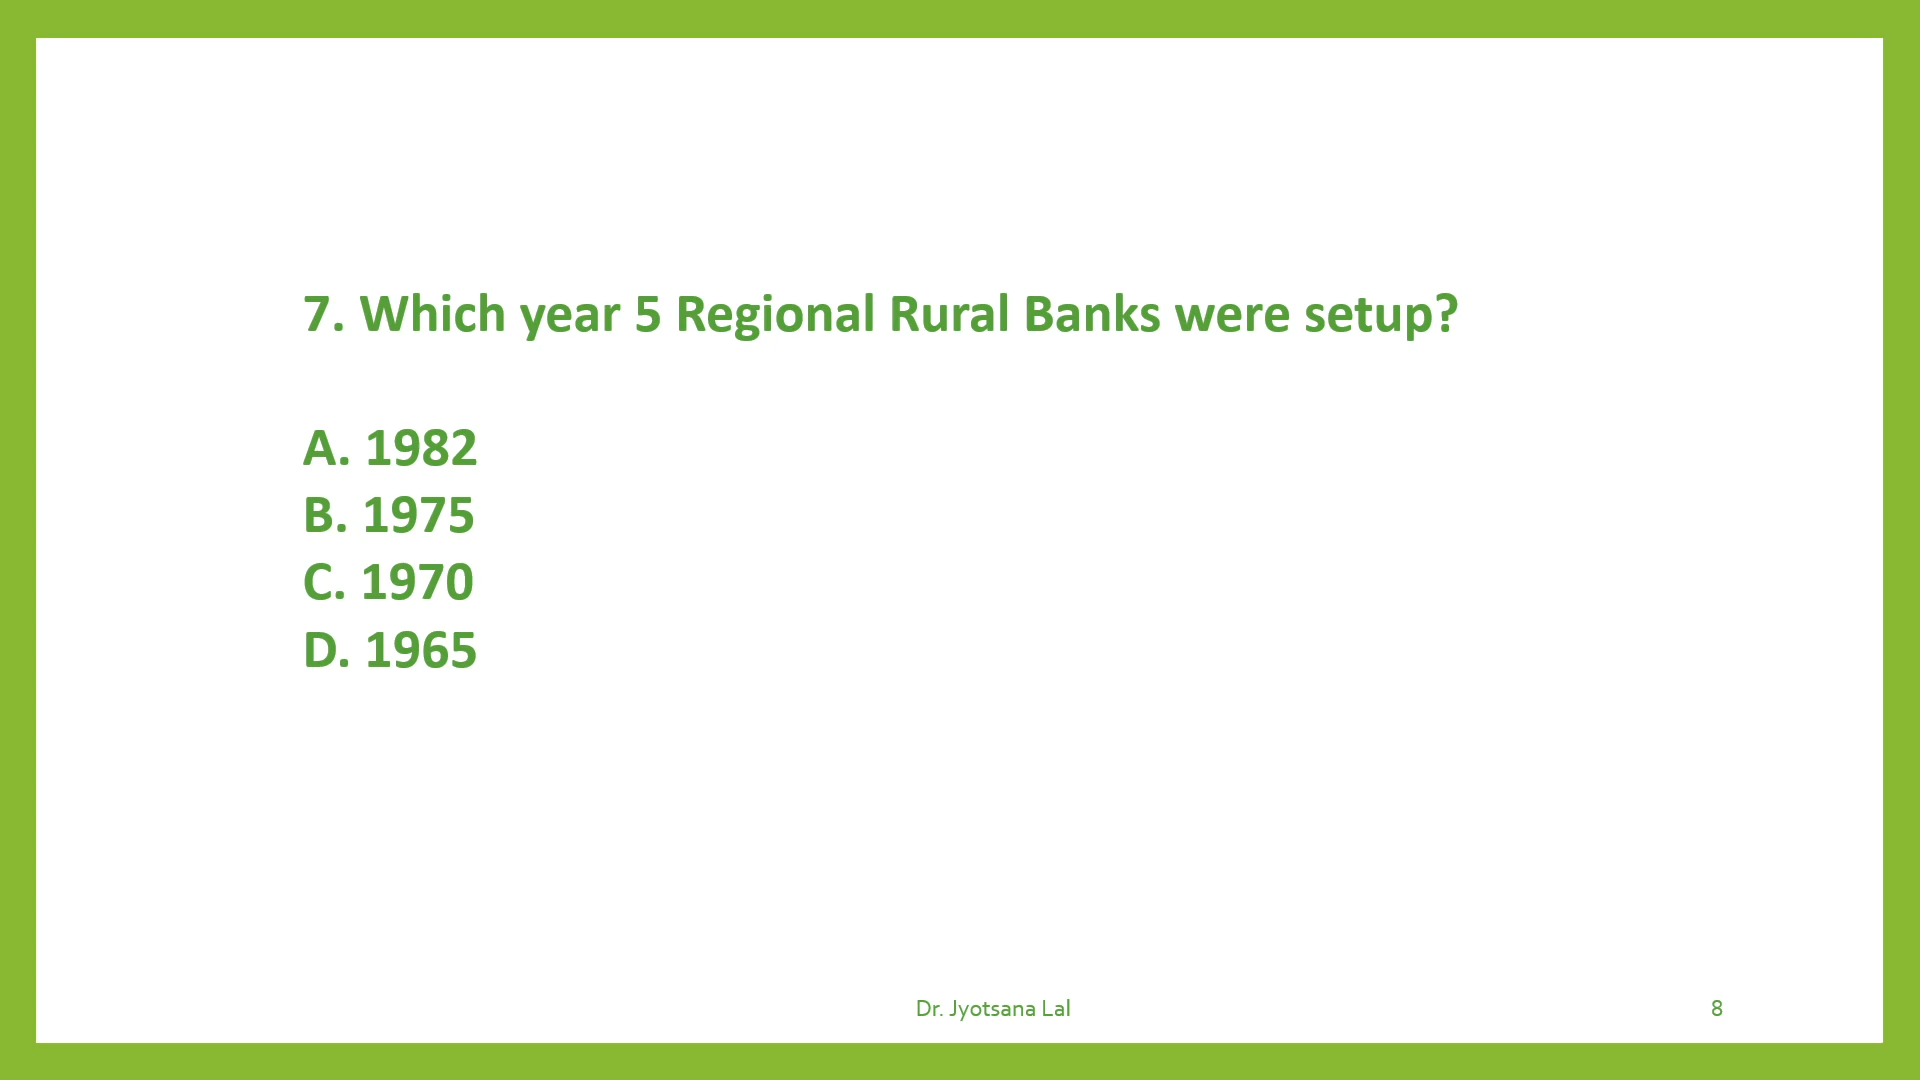 7. Which year 5 Regional Rural Banks were setup?
A. 1982
B. 1975
C. 1970
D. 1965
Dr. Jyotsana Lal
8